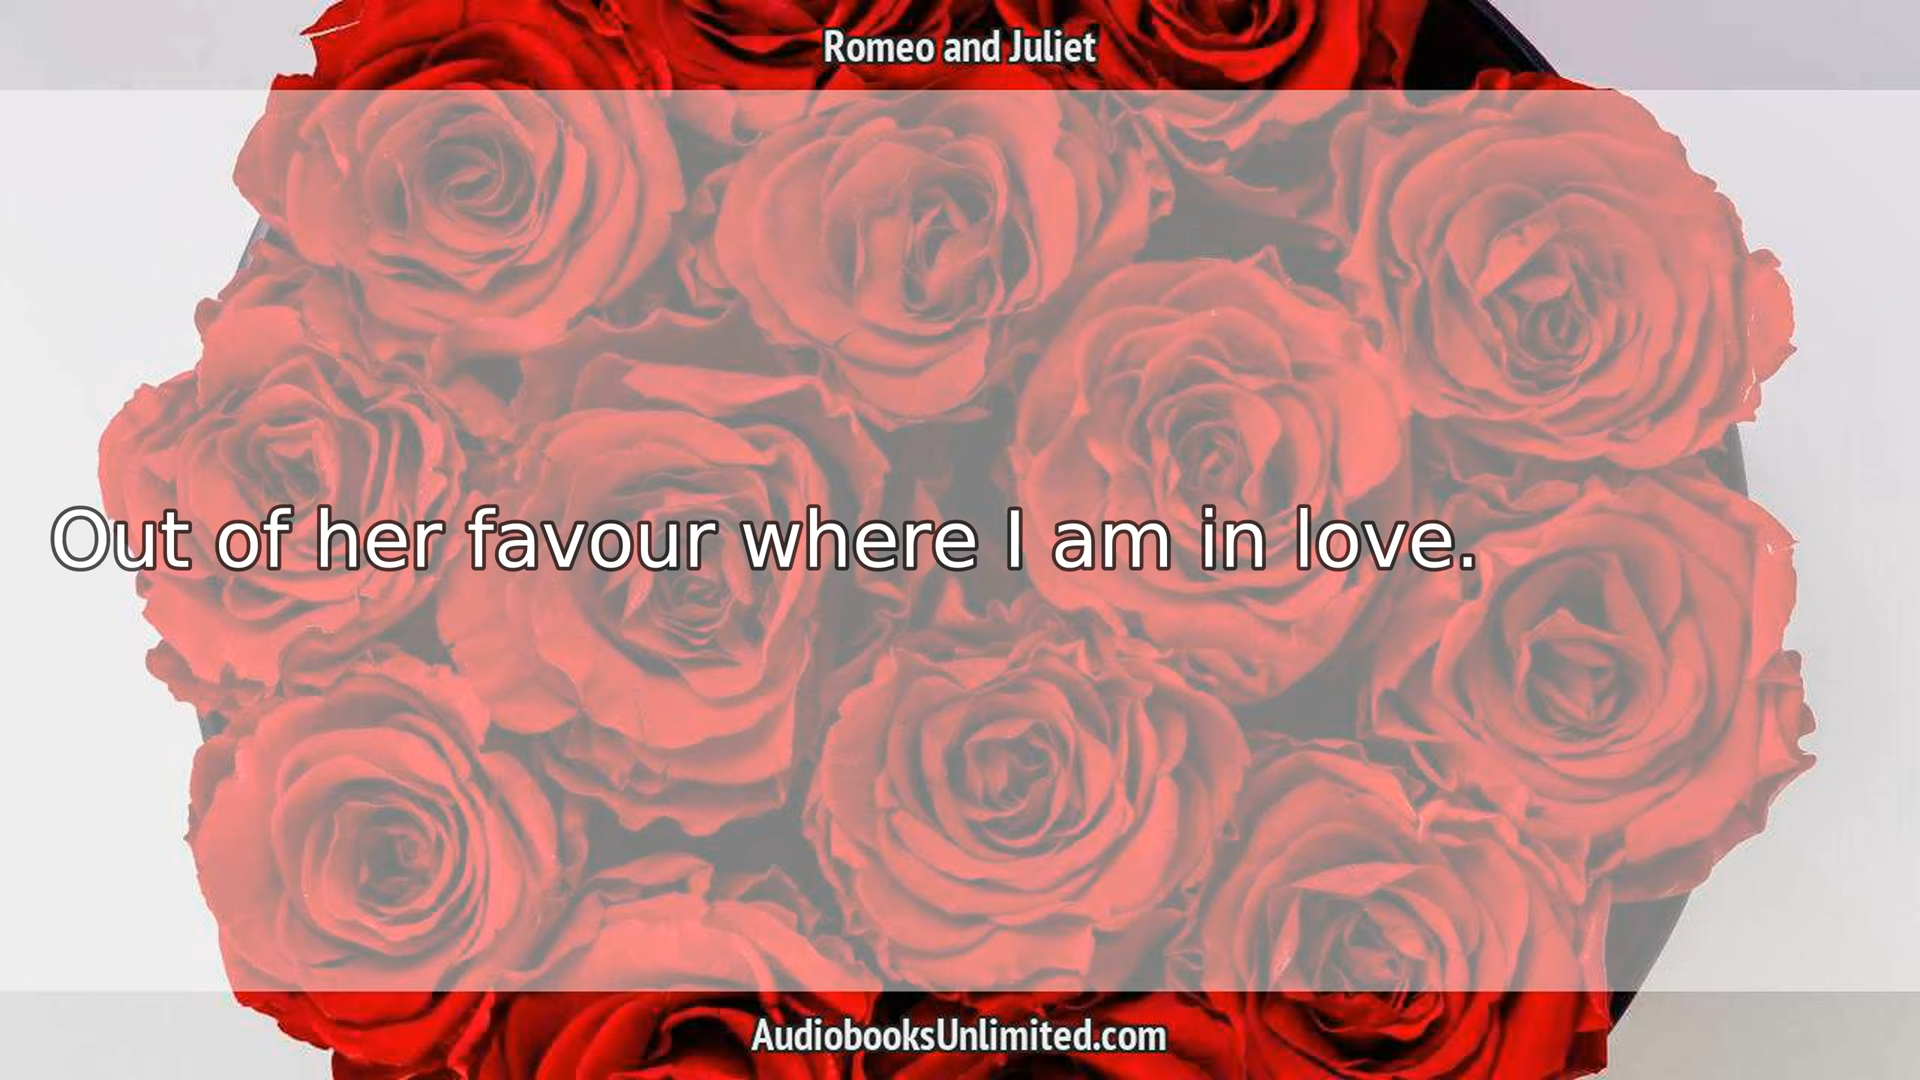 Romeo and Juliet
Out of her favour where I am in love.
AudiobooksUnlimited.com